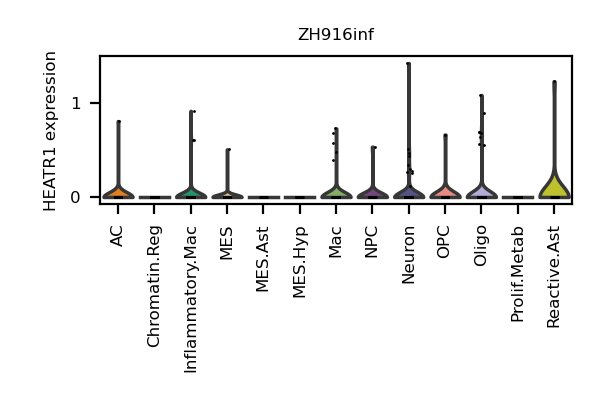 ZH916inf
HEATR1 expression
1
0
AC
Chromatin.Reg
Inflammatory.Mac
MES
MES.Ast
MES.Hyp
Mac
NPC
Neuron
OPC
Oligo
Prolif.Metab
Reactive.Ast